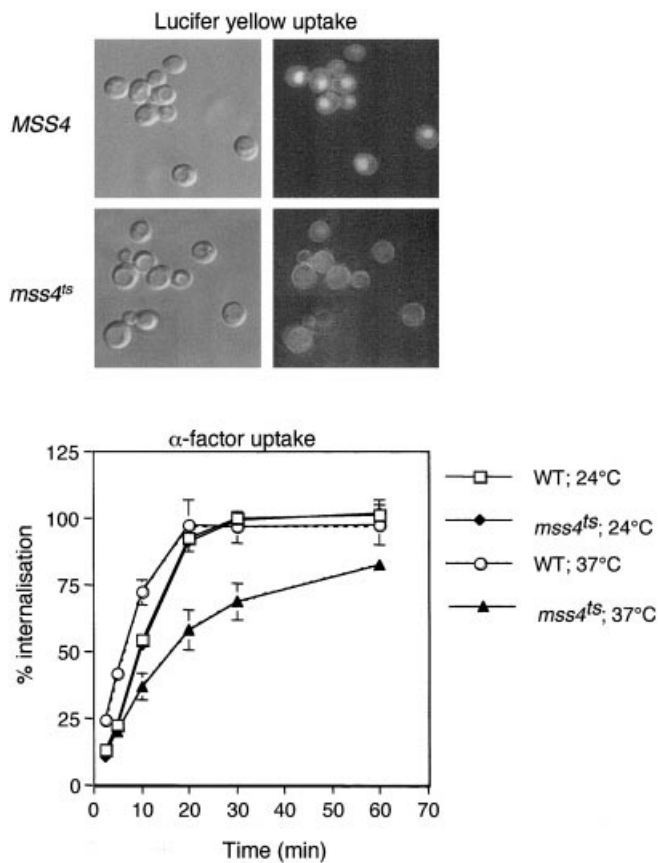 Lucifer yellow uptake
MSS4
mss4ts
α-factor uptake
% internalisation
125
100
75
50
25
0
0 10 20 30 40 50 60 70
Time (min)
WT; 24°C
mss4ts; 24°C
WT; 37°C
mss4ts; 37°C